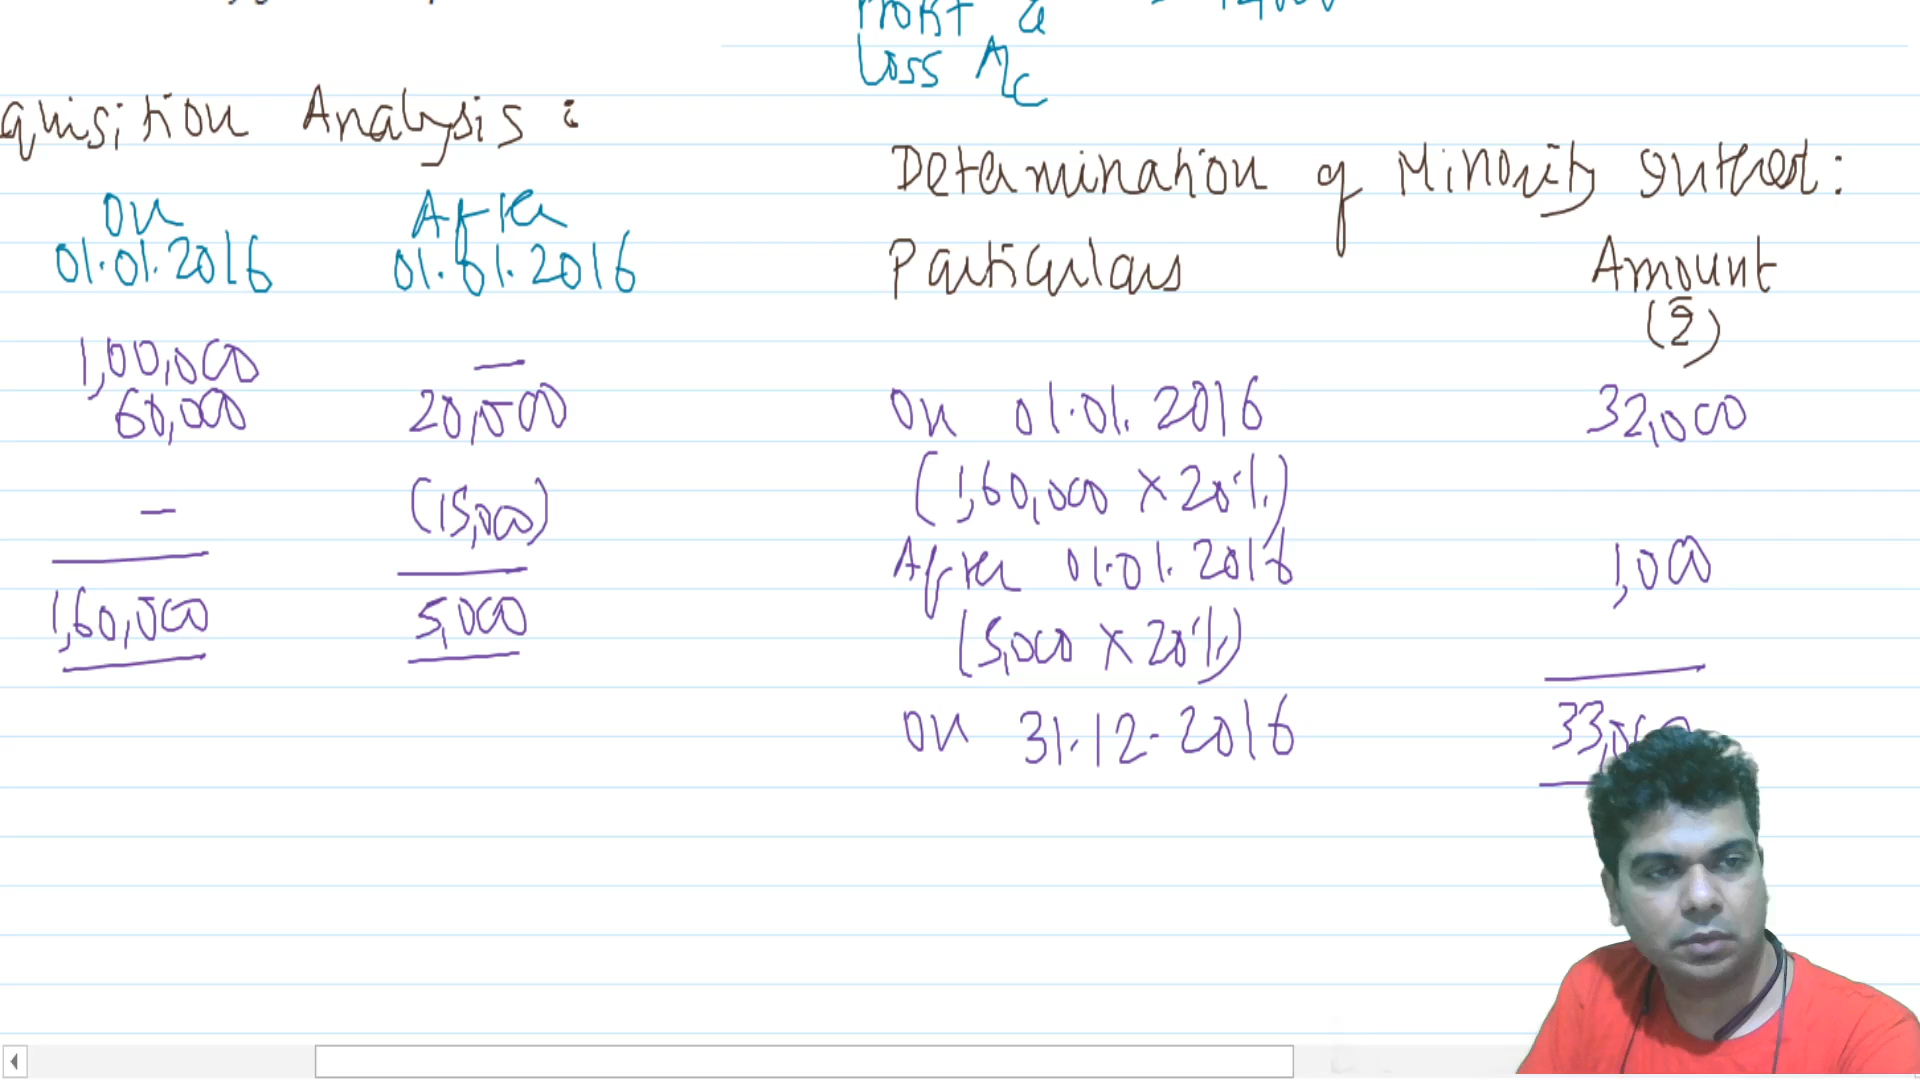 Loss A/c
quisition Analysis :
On After
01.01.2016 01.01.2016
1,00,000 —
60,000 20,000
— (15,000)
1,60,000 5,000
Determination of Minority Interest :
Particulars Amount
(₹)
On 01.01.2016 32,000
(1,60,000 × 20%)
After 01.01.2016 1,000
(5,000 × 20%)
On 31.12.2016